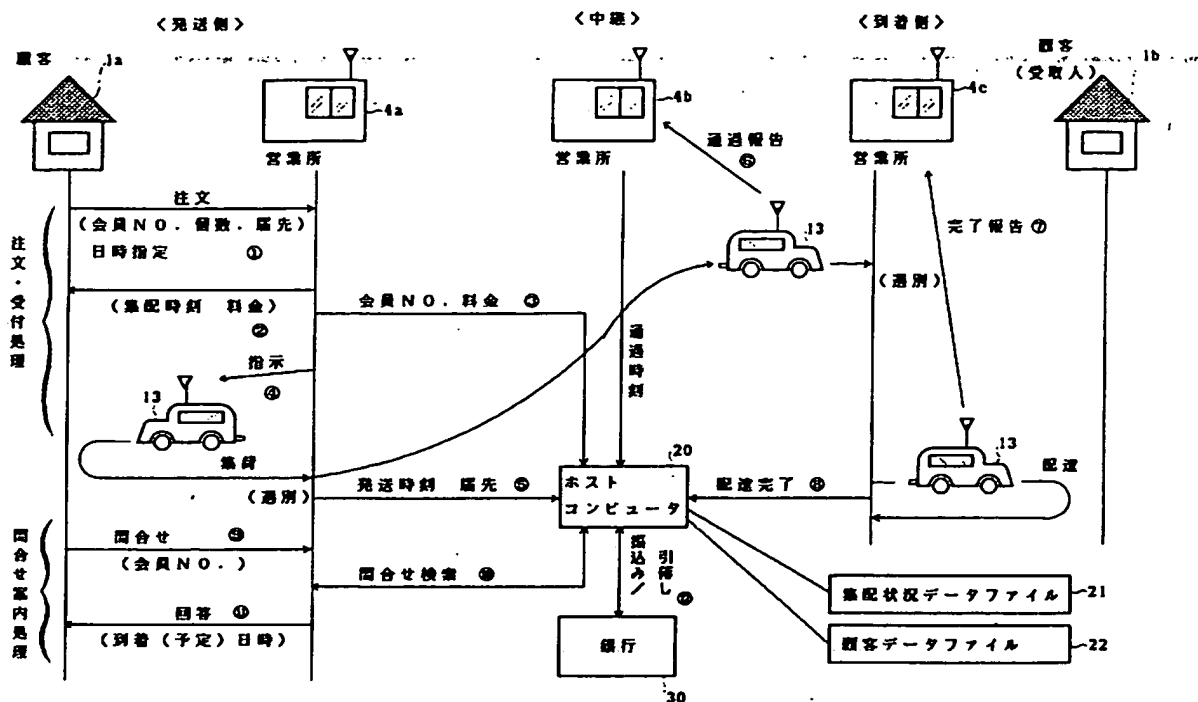 〈発送側〉
〈中継〉
〈到着側〉
顧客
1a
4a
営業所
4b
営業所
4c
営業所
顧客
(受取人)
1b
注文・受付処理
注文
(会員NO.個数.届先)
日時指定 ①
(集配時刻 料金)
②
会員NO.料金 ③
指示
④
13
集荷
(選別)
発送時刻 届先 ⑤
通過報告
⑥
13
通過時刻
(選別)
完了報告⑦
13
配達
配達完了 ⑧
20
ホスト
コンピュータ
問合せ案内処理
問合せ ⑨
(会員NO.)
問合せ検索 ⑩
回答 ⑪
(到着(予定)日時)
振込み/
引落し
⑫
銀行
30
集配状況データファイル
21
顧客データファイル
22